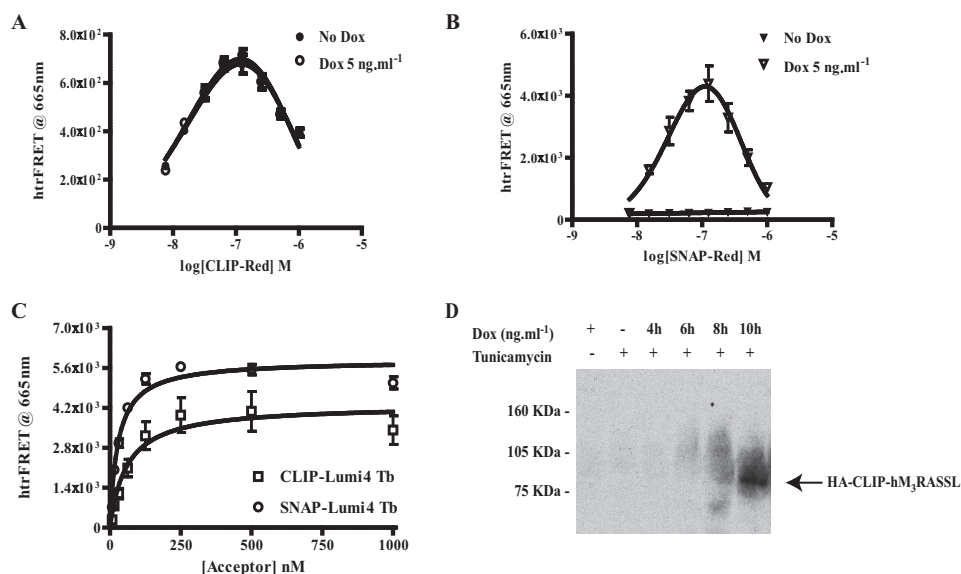 A
8.0x10²
6.0x10²
4.0x10²
2.0x10²
0
htrFRET @ 665nm
-9 -8 -7 -6 -5
log[CLIP-Red] M
No Dox
Dox 5 ng.ml⁻¹
B
6.0x10³
4.0x10³
2.0x10³
0
htrFRET @ 665nm
-9 -8 -7 -6 -5
log[SNAP-Red] M
No Dox
Dox 5 ng.ml⁻¹
C
7.0x10³
5.6x10³
4.2x10³
2.8x10³
1.4x10³
0
htrFRET @ 665nm
0 250 500 750 1000
[Acceptor] nM
CLIP-Lumi4 Tb
SNAP-Lumi4 Tb
D
Dox (ng.ml⁻¹) + - 4h 6h 8h 10h
Tunicamycin - + + + + +
160 KDa -
105 KDa -
75 KDa -
HA-CLIP-hM₃RASSL